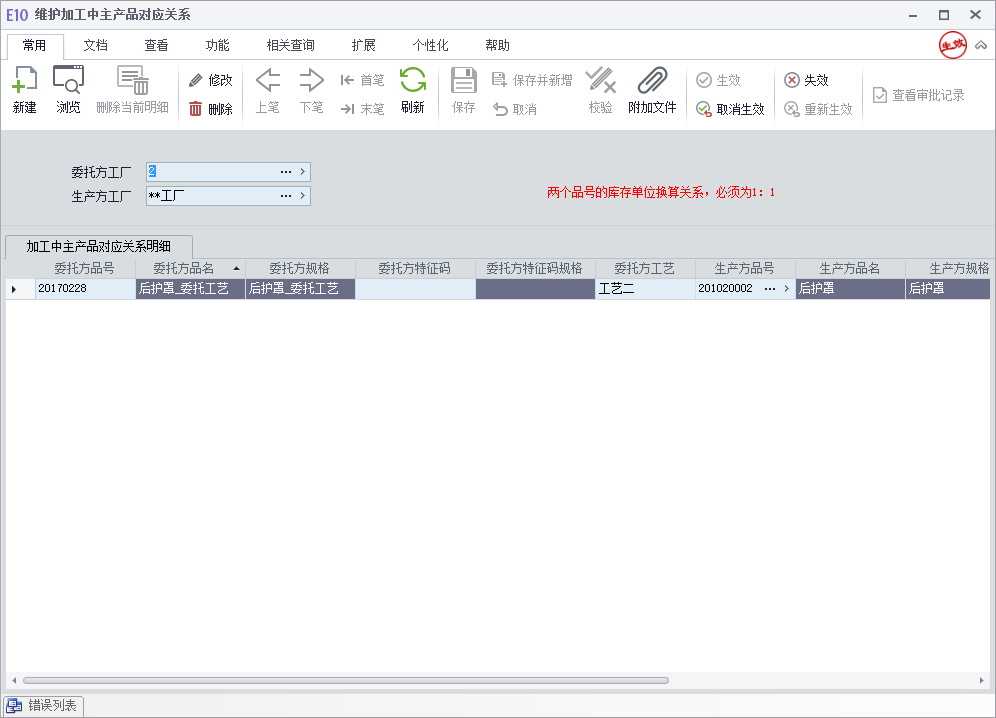 E10 维护加工中主产品对应关系
常用 文档 查看 功能 相关查询 扩展 个性化 帮助 生效
新建 浏览 删除当前明细 修改 删除 上笔 下笔 首笔 末笔 刷新 保存 保存并新增 取消 校验 附加文件 生效 取消生效 失效 重新生效 查看审批记录
委托方工厂 2 ···
生产方工厂 **工厂 ···
两个品号的库存单位换算关系，必须为1：1
加工中主产品对应关系明细
委托方品号 委托方品名 委托方规格 委托方特征码 委托方特征码规格 委托方工艺 生产方品号 生产方品名 生产方规格
20170228 后护罩_委托工艺 后护罩_委托工艺 工艺二 201020002 ··· 后护罩 后护罩
错误列表